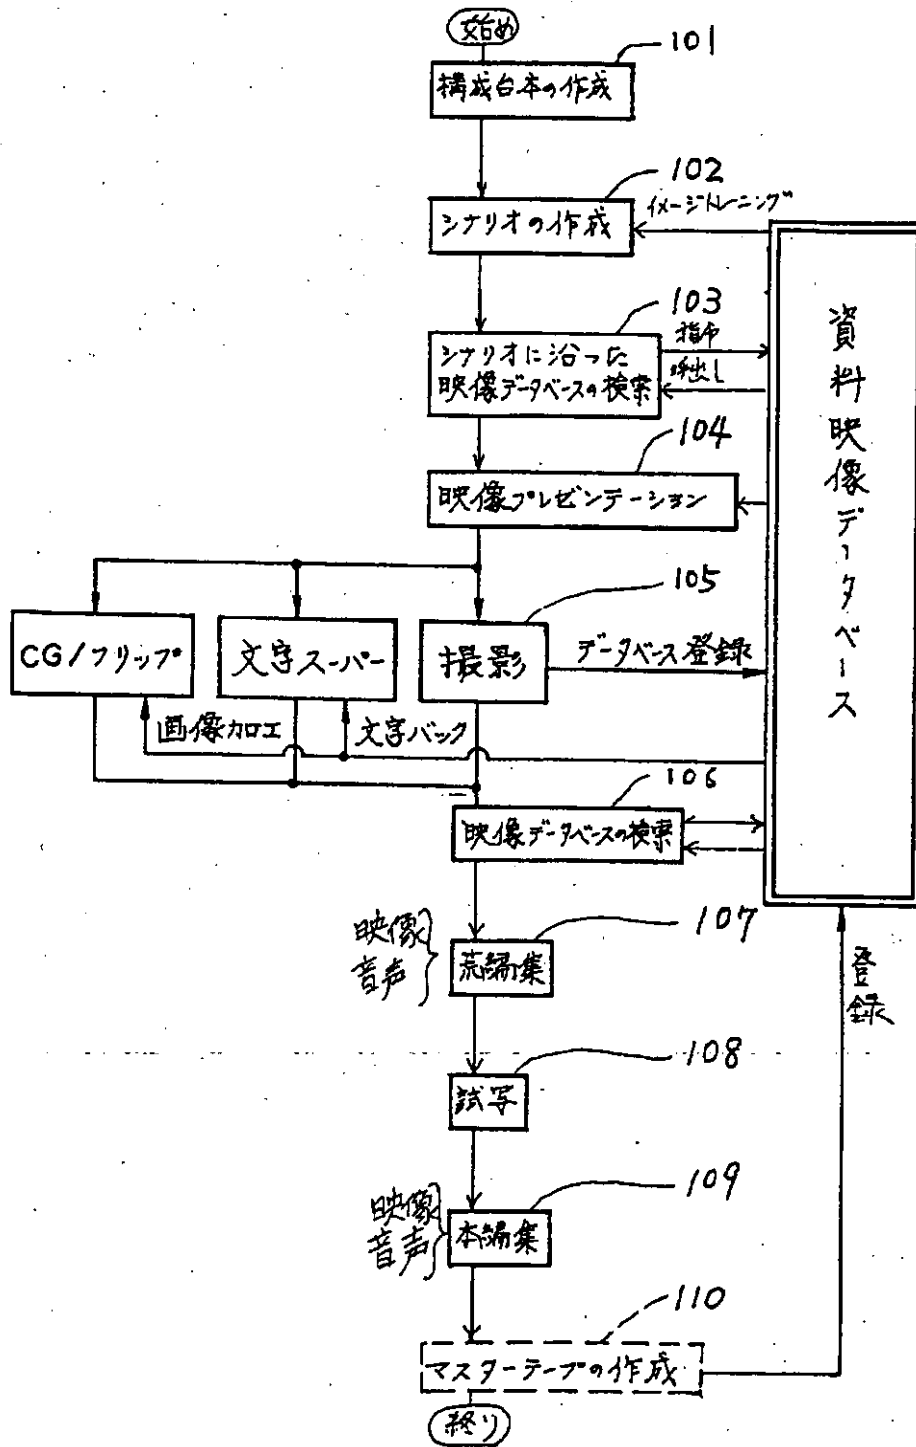 始め
101
構成台本の作成
102
イメージトレーニング
シナリオの作成
103
指示
シナリオに沿った
呼出し
映像データベースの検索
資料映像データベース
104
映像プレゼンテーション
105
CG/フリップ
文字スーパー
撮影
データベース登録
画像加工
文字バック
106
映像データベースの検索
107
映像
音声
荒編集
登録
108
試写
109
映像
音声
本編集
110
マスターテープの作成
終り